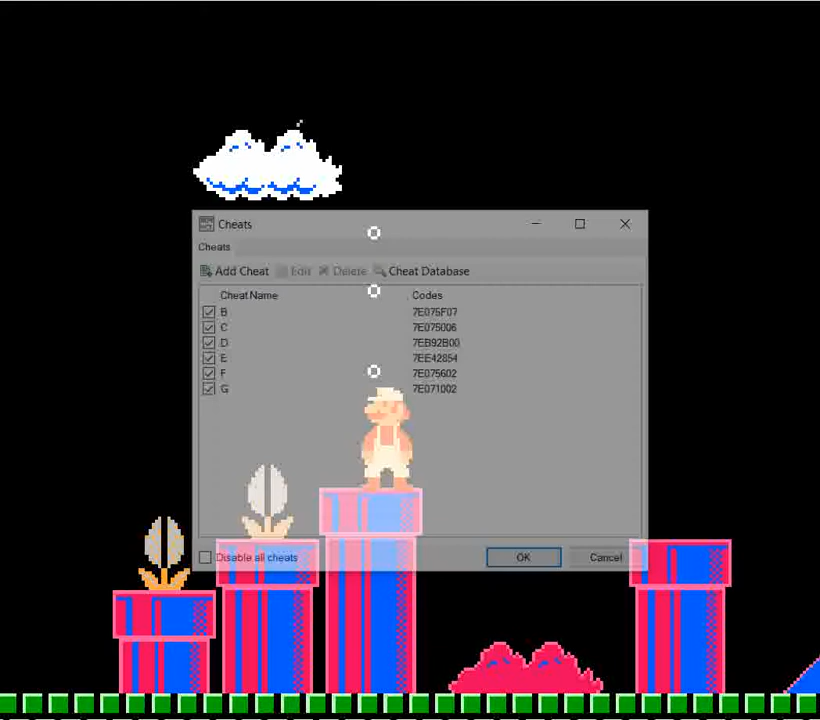 Cheats
Cheats
Add Cheat Edit Delete Cheat Database
Cheat Name Codes
B 7E075F07
C 7E075006
D 7EB92B00
E 7EE42854
F 7E075602
G 7E071002
Disable all cheats OK Cancel